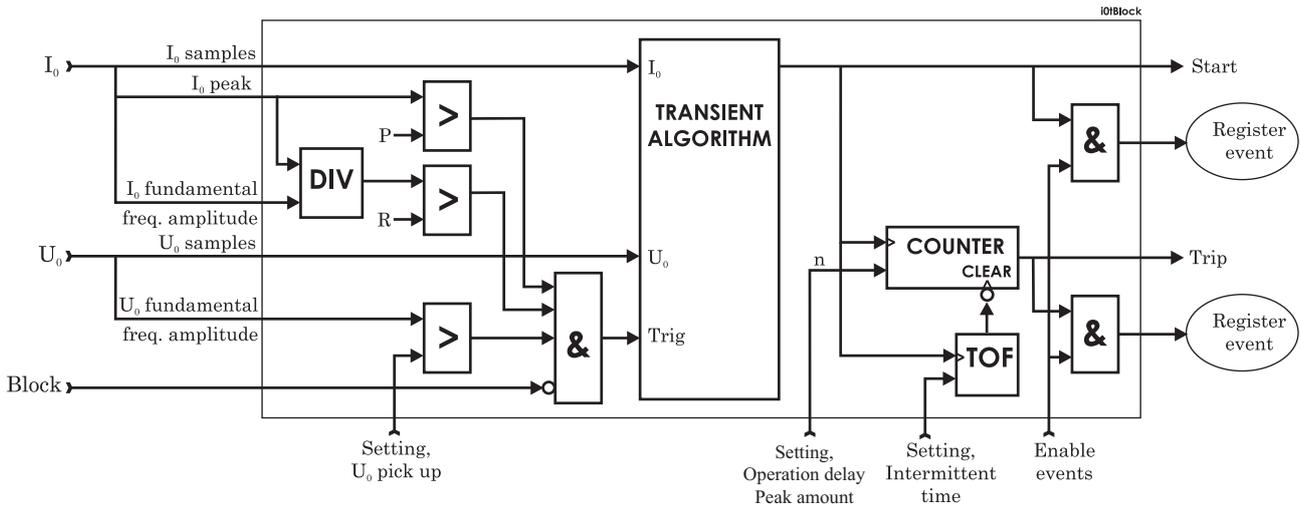 i0tBlock
I₀
I₀ samples
I₀ peak
I₀ fundamental
freq. amplitude
DIV
P
>
R
>
U₀
U₀ samples
U₀ fundamental
freq. amplitude
>
&
Block
I₀
TRANSIENT
ALGORITHM
U₀
Trig
Start
&
Register
event
n
COUNTER
CLEAR
TOF
Trip
&
Register
event
Setting,
U₀ pick up
Setting,
Operation delay
Peak amount
Setting,
Intermittent
time
Enable
events